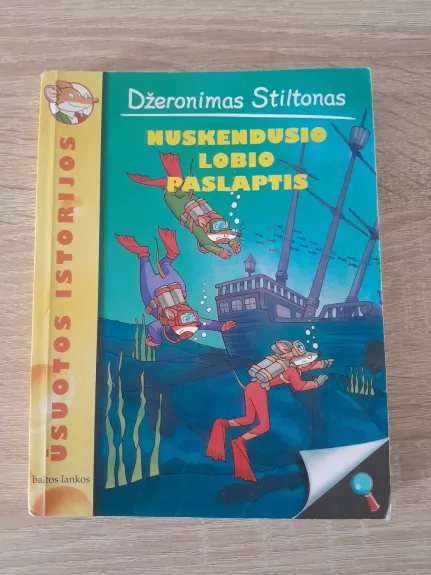 Džeronimas Stiltonas
NUSKENDUSIO
LOBIO
PASLAPTIS
ŪSUOTOS ISTORIJOS
baltos lankos